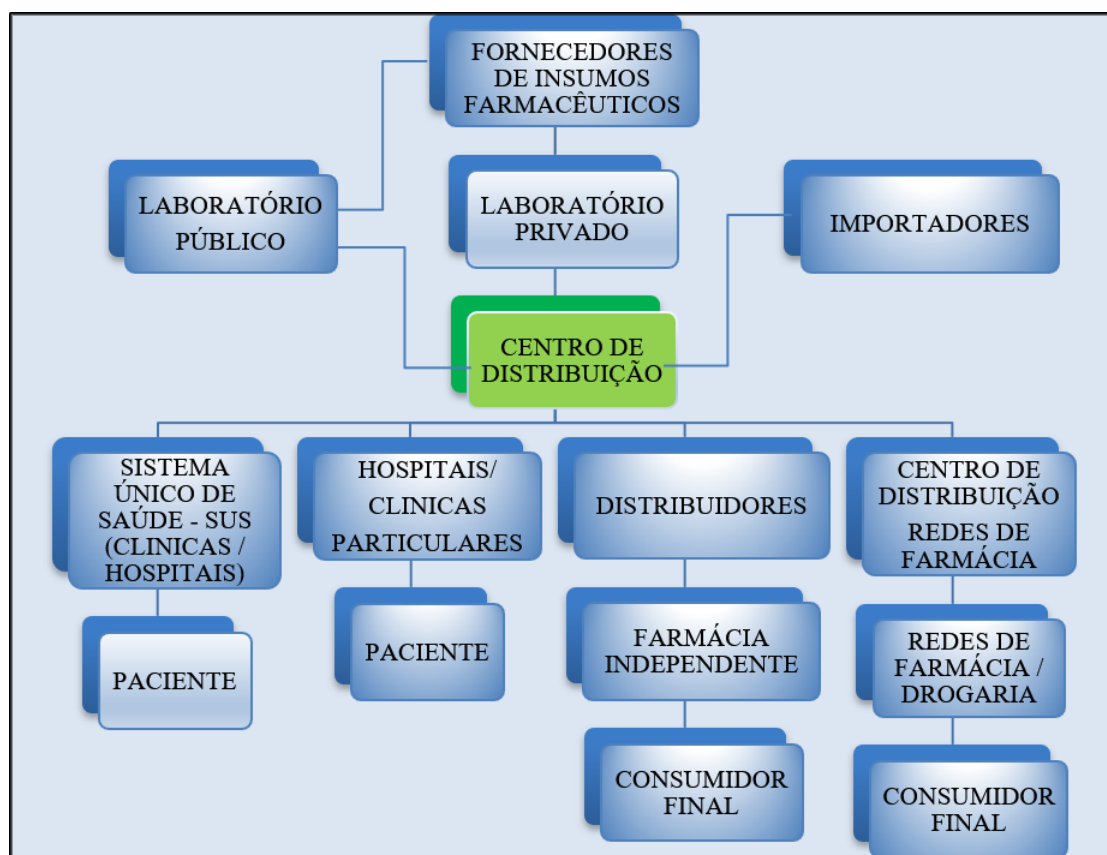 FORNECEDORES
DE INSUMOS
FARMACÊUTICOS
LABORATÓRIO
PÚBLICO
LABORATÓRIO
PRIVADO
IMPORTADORES
CENTRO DE
DISTRIBUIÇÃO
SISTEMA
ÚNICO DE
SAÚDE - SUS
(CLINICAS /
HOSPITAIS)
HOSPITAIS/
CLINICAS
PARTICULARES
DISTRIBUIDORES
CENTRO DE
DISTRIBUIÇÃO
REDES DE
FARMÁCIA
PACIENTE
PACIENTE
FARMÁCIA
INDEPENDENTE
REDES DE
FARMÁCIA /
DROGARIA
CONSUMIDOR
FINAL
CONSUMIDOR
FINAL